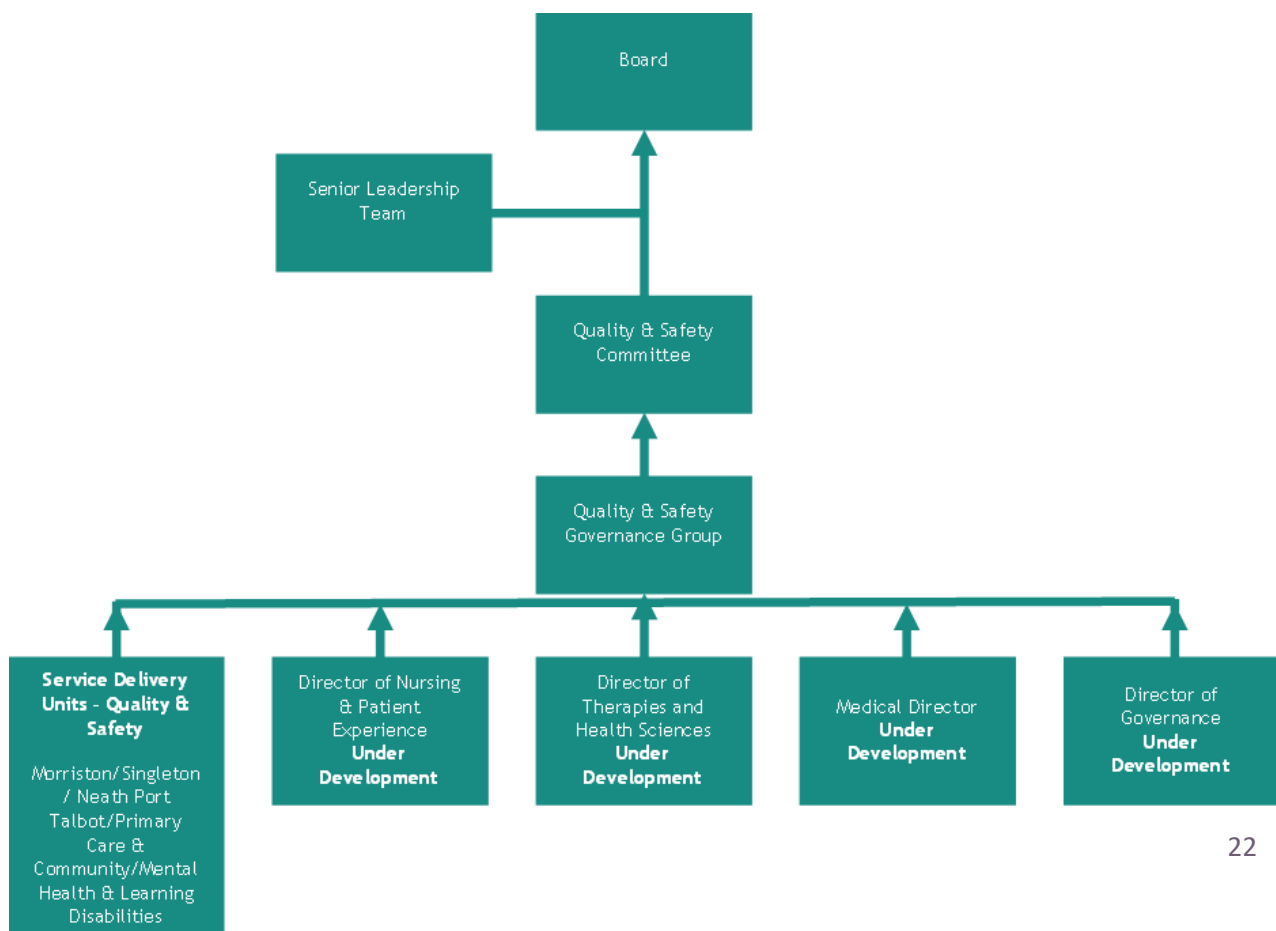 Board
Senior Leadership
Team
Quality & Safety
Committee
Quality & Safety
Governance Group
Service Delivery
Units - Quality &
Safety
Morriston/Singleton
/ Neath Port
Talbot/Primary
Care &
Community/Mental
Health & Learning
Disabilities
Director of Nursing
& Patient
Experience
Under
Development
Director of
Therapies and
Health Sciences
Under
Development
Medical Director
Under
Development
Director of
Governance
Under
Development
22